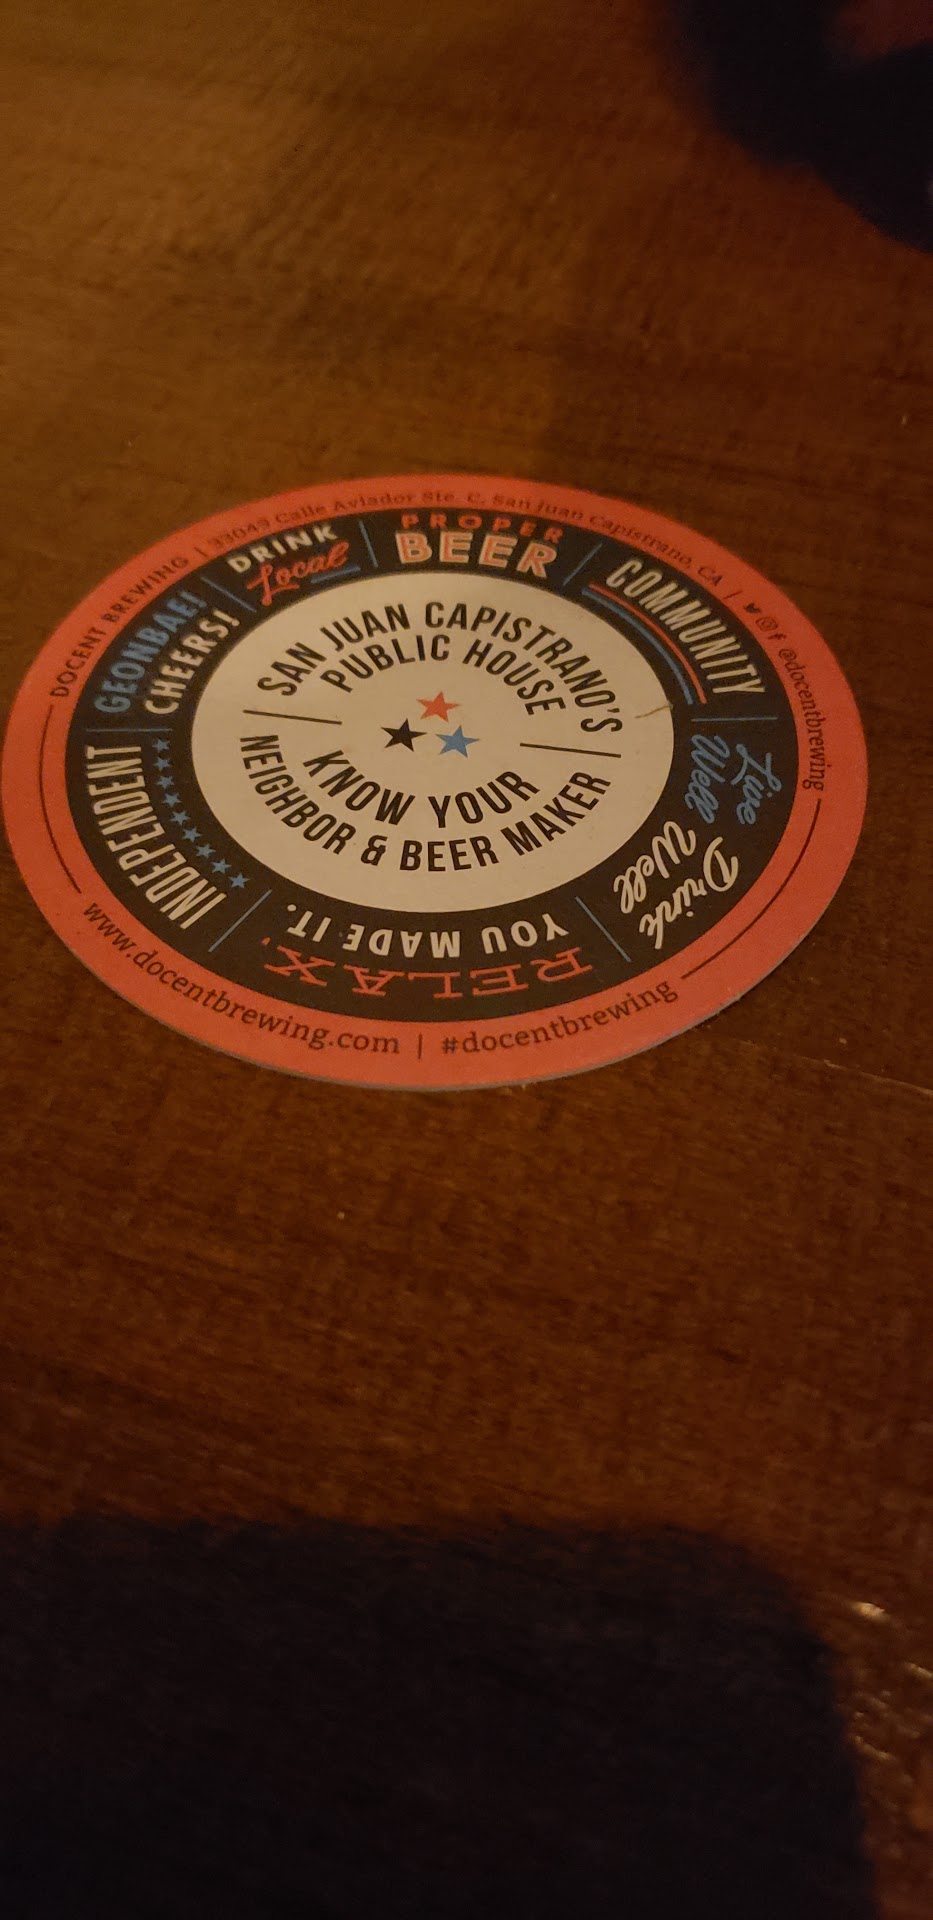 DOCENT BREWING | 33049 Calle Aviador Ste. C. San Juan Capistrano, CA | @docentbrewing
PROPER
BEER
COMMUNITY
Live
Well
Drink
Well
RELAX,
YOU MADE IT.
INDEPENDENT
GEONBAE!
CHEERS!
DRINK
Local
SAN JUAN CAPISTRANO'S
PUBLIC HOUSE
KNOW YOUR
NEIGHBOR & BEER MAKER
www.docentbrewing.com | #docentbrewing